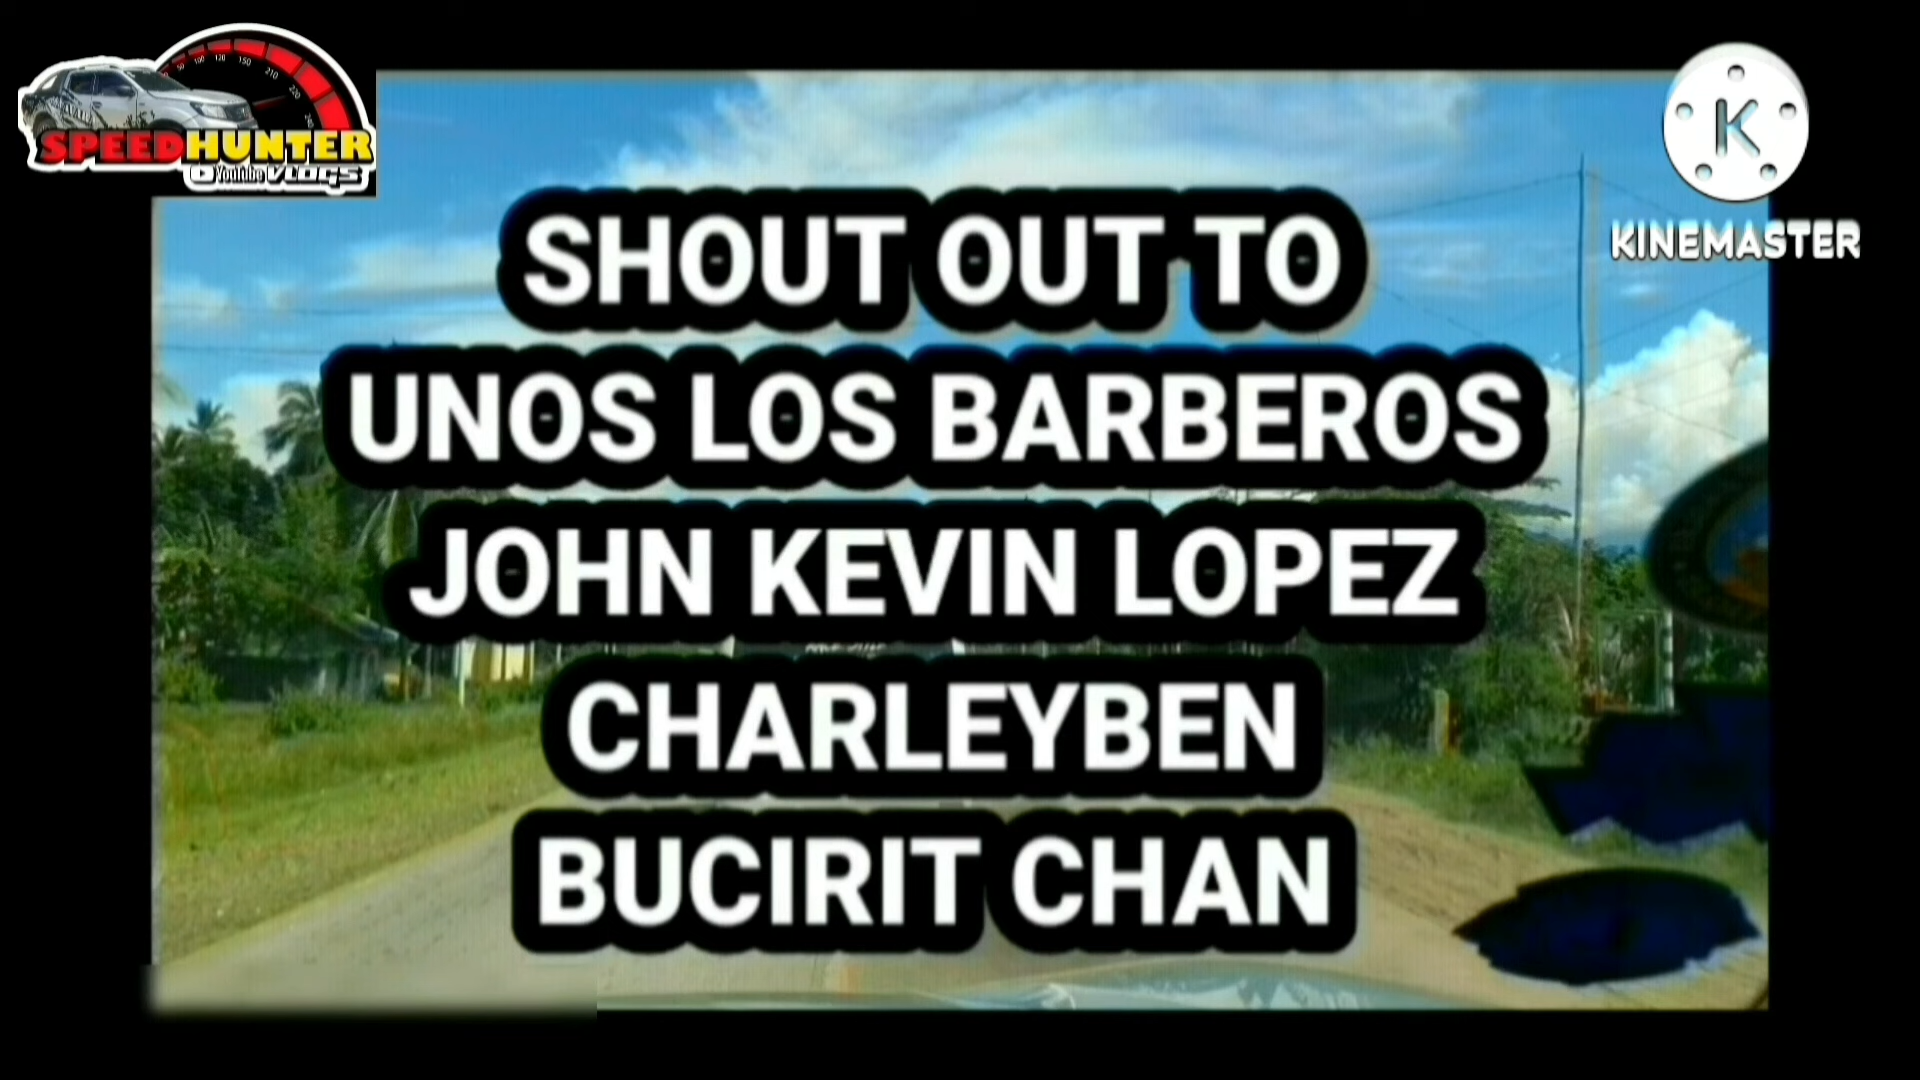 SPEEDHUNTER
YouTube VLOGS
K
KINEMASTER
SHOUT OUT TO
UNOS LOS BARBEROS
JOHN KEVIN LOPEZ
CHARLEYBEN
BUCIRIT CHAN